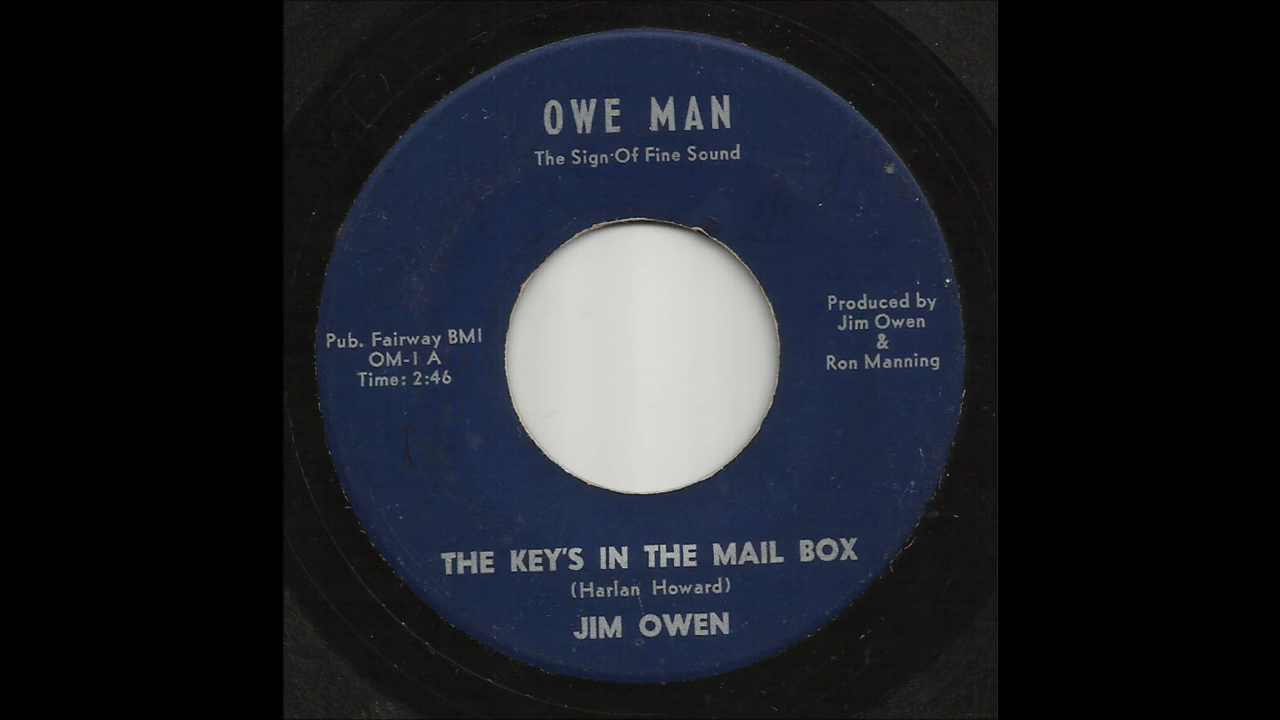 OWE MAN
The Sign Of Fine Sound
Pub. Fairway BMI
OM-1 A
Time: 2:46
Produced by
Jim Owen
&
Ron Manning
THE KEY'S IN THE MAIL BOX
(Harlan Howard)
JIM OWEN